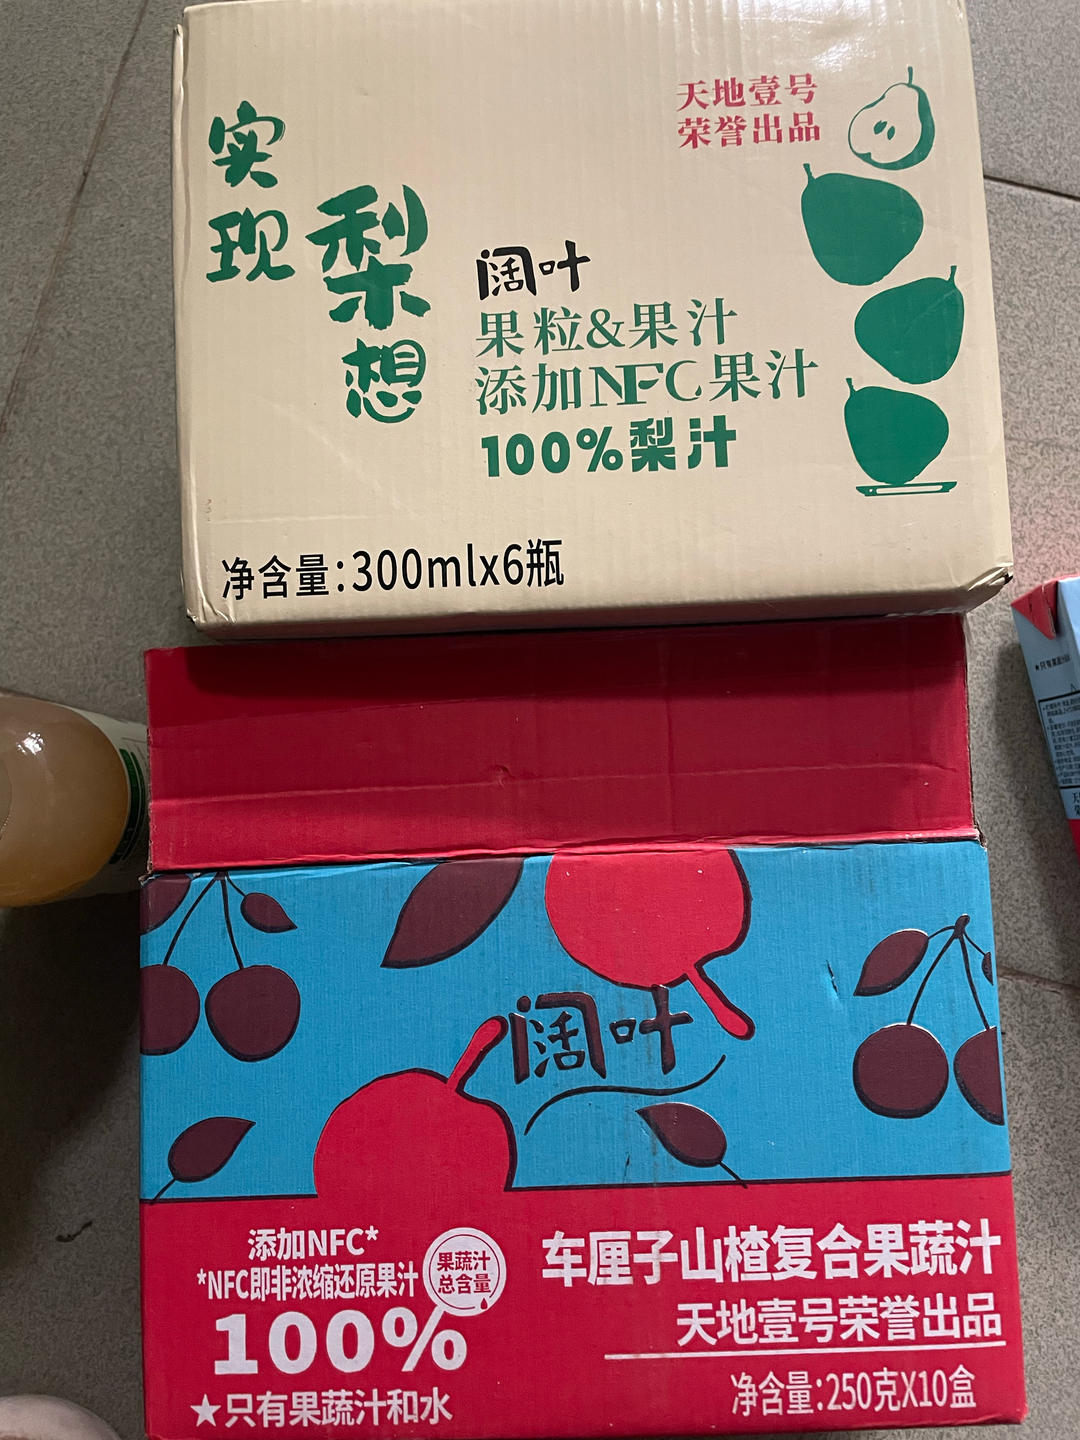 天地壹号
荣誉出品
实现
梨想
阔叶
果粒&果汁
添加NFC果汁
100%梨汁
净含量:300mlx6瓶
阔叶
添加NFC*
*NFC即非浓缩还原果汁
果蔬汁
总含量
100%
★只有果蔬汁和水
车厘子山楂复合果蔬汁
天地壹号荣誉出品
净含量:250克X10盒